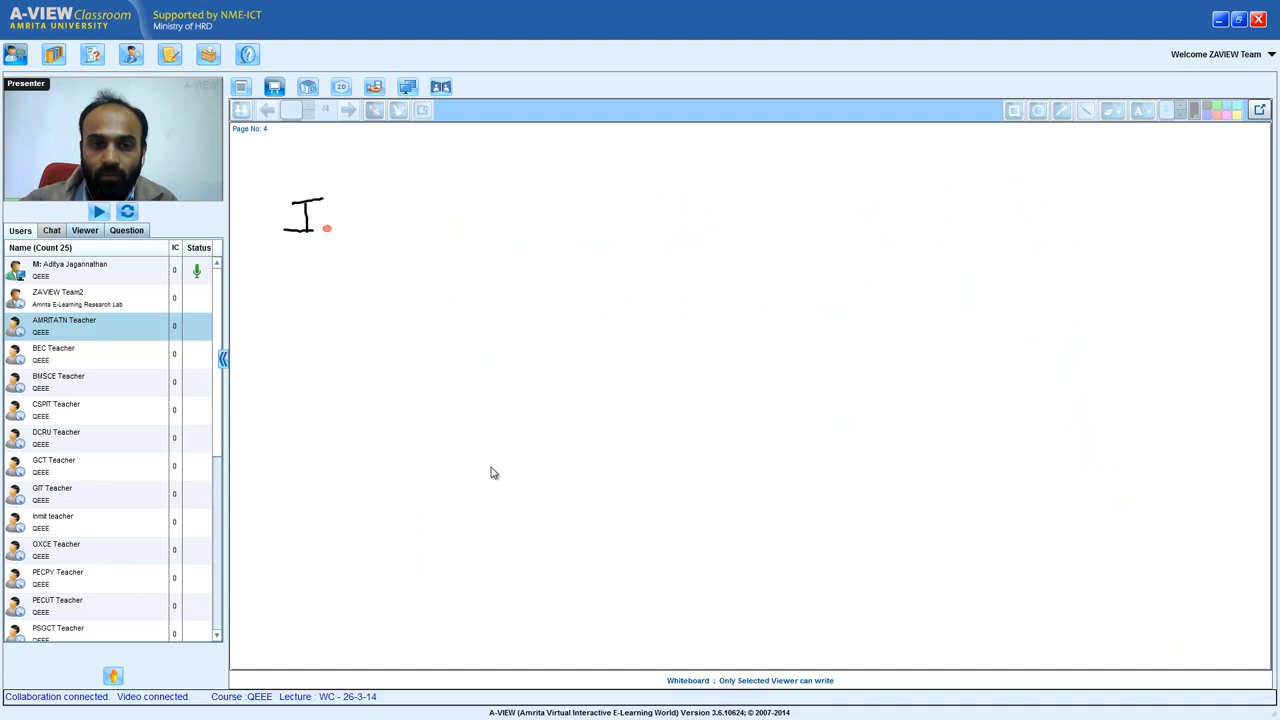 A-VIEW Classroom
AMRITA UNIVERSITY
Supported by NME-ICT
Ministry of HRD
Welcome ZAVIEW Team
Presenter
A-VIEW
2D
/4
A
2
Page No: 4
I
Users Chat Viewer Question
Name (Count 25) IC Status
M: Aditya Jagannathan
QEEE
0
ZAVIEW Team2
Amrita E-Learning Research Lab
0
AMRITATN Teacher
QEEE
0
BEC Teacher
QEEE
0
BMSCE Teacher
QEEE
0
CSPIT Teacher
QEEE
0
DCRU Teacher
QEEE
0
GCT Teacher
QEEE
0
GIT Teacher
QEEE
0
Inmit teacher
QEEE
0
OXCE Teacher
QEEE
0
PECPY Teacher
QEEE
0
PECUT Teacher
QEEE
0
PSGCT Teacher
QEEE
0
Whiteboard : Only Selected Viewer can write
Collaboration connected. Video connected. Course :QEEE Lecture : WC - 26-3-14
A-VIEW (Amrita Virtual Interactive E-Learning World) Version 3.6.10624; © 2007-2014